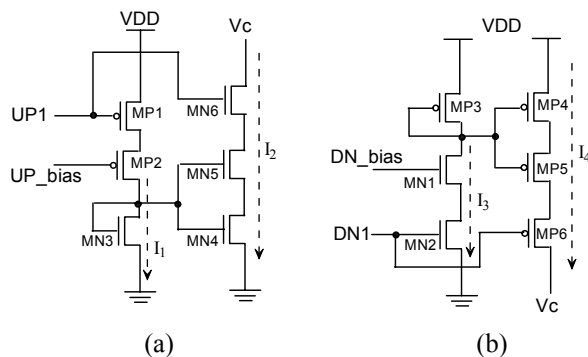 VDD
Vc
UP1
MP1
MN6
UP_bias
MP2
I2
MN5
MN3
MN4
I1
(a)
VDD
MP3
MP4
DN_bias
MP5
I4
MN1
I3
DN1
MN2
MP6
Vc
(b)